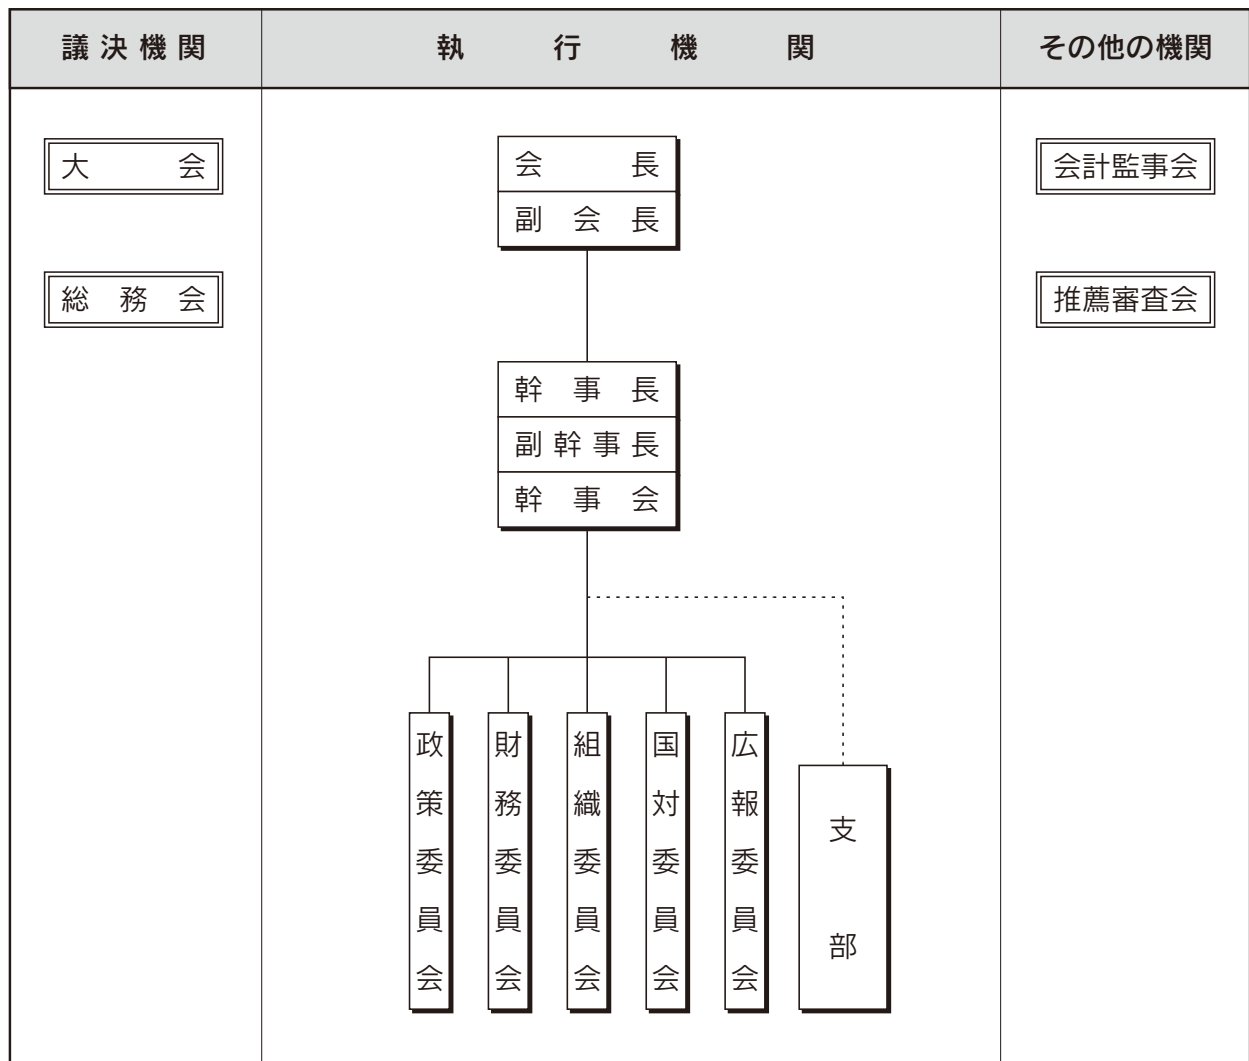 議決機関
執行機関
その他の機関
大会
総務会
会長
副会長
幹事長
副幹事長
幹事会
政策委員会
財務委員会
組織委員会
国対委員会
広報委員会
支部
会計監事会
推薦審査会